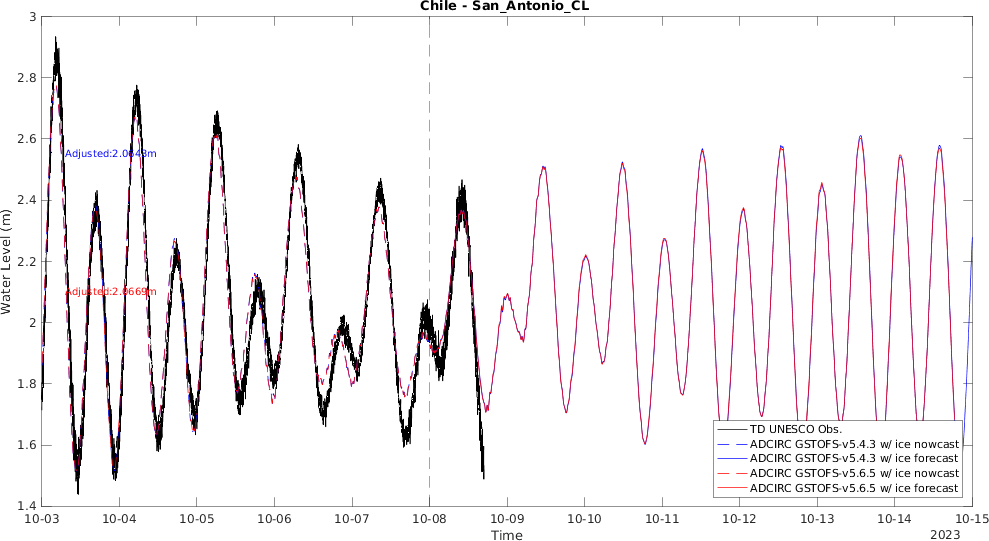 Chile - San_Antonio_CL
3
2.8
2.6
2.4
2.2
2
1.8
1.6
1.4
Water Level (m)
Adjusted:2.0643m
Adjusted:2.0669m
TD UNESCO Obs.
ADCIRC GSTOFS-v5.4.3 w/ ice nowcast
ADCIRC GSTOFS-v5.4.3 w/ ice forecast
ADCIRC GSTOFS-v5.6.5 w/ ice nowcast
ADCIRC GSTOFS-v5.6.5 w/ ice forecast
10-03 10-04 10-05 10-06 10-07 10-08 10-09 10-10 10-11 10-12 10-13 10-14 10-15
Time
2023